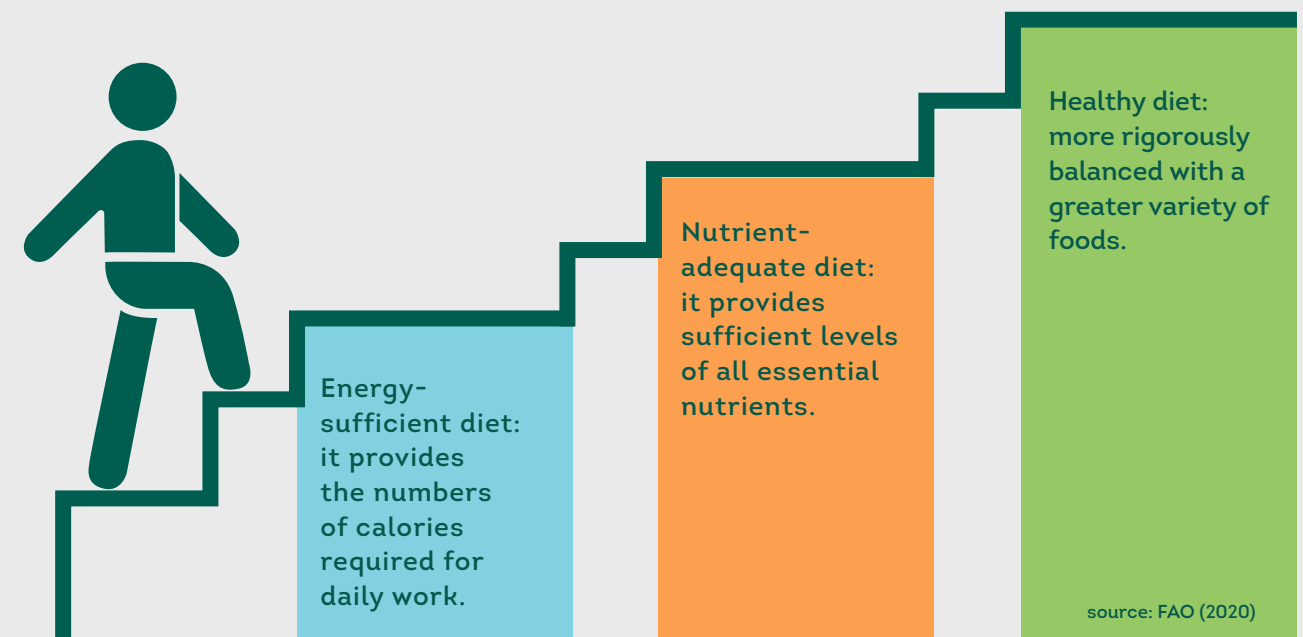 Energy-
sufficient diet:
it provides
the numbers
of calories
required for
daily work.
Nutrient-
adequate diet:
it provides
sufficient levels
of all essential
nutrients.
Healthy diet:
more rigorously
balanced with a
greater variety of
foods.
source: FAO (2020)